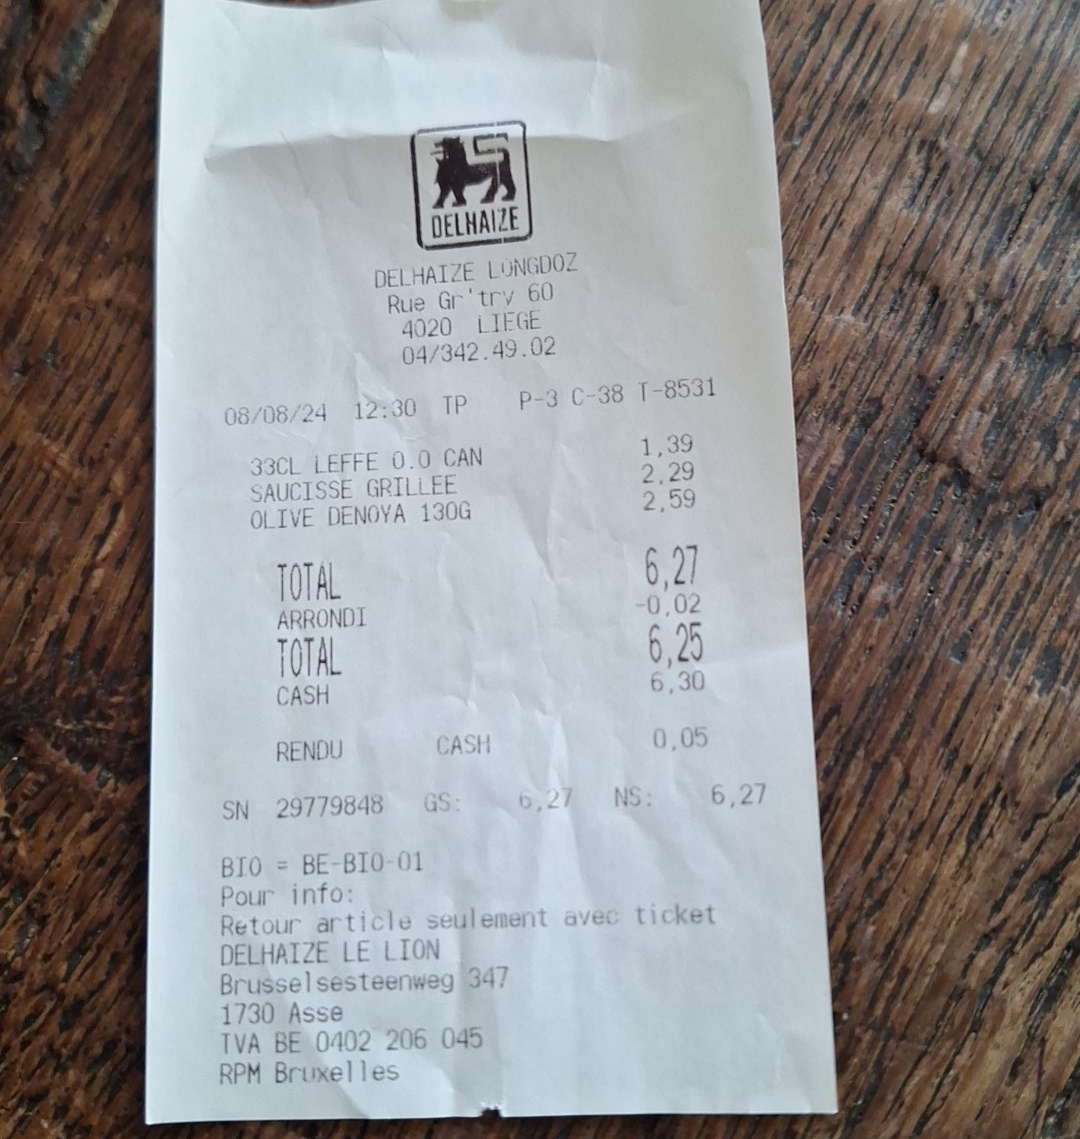 DELHAIZE
DELHAIZE LONGDOZ
Rue Gr'try 60
4020 LIEGE
04/342.49.02
08/08/24 12:30 TP P-3 C-38 T-8531
33CL LEFFE 0.0 CAN 1,39
SAUCISSE GRILLEE 2,29
OLIVE DENOYA 130G 2,59
TOTAL 6,27
ARRONDI -0,02
TOTAL 6,25
CASH 6,30
RENDU CASH 0,05
SN 29779848 GS: 6,27 NS: 6,27
BIO = BE-BIO-01
Pour info:
Retour article seulement avec ticket
DELHAIZE LE LION
Brusselsesteenweg 347
1730 Asse
TVA BE 0402 206 045
RPM Bruxelles